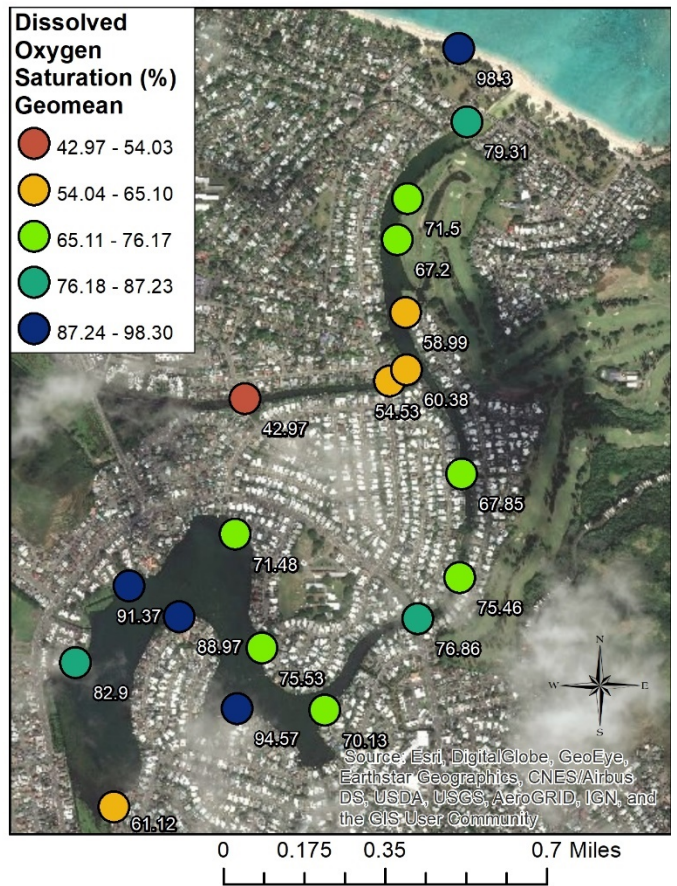 Dissolved
Oxygen
Saturation (%)
Geomean
42.97 - 54.03
54.04 - 65.10
65.11 - 76.17
76.18 - 87.23
87.24 - 98.30
98.3
79.31
71.5
67.2
58.99
60.38
54.53
42.97
67.85
71.48
75.46
91.37
88.97
76.86
75.53
82.9
94.57
70.13
61.12
N
W E
S
Source: Esri, DigitalGlobe, GeoEye,
Earthstar Geographics, CNES/Airbus
DS, USDA, USGS, AeroGRID, IGN, and
the GIS User Community
0 0.175 0.35 0.7 Miles